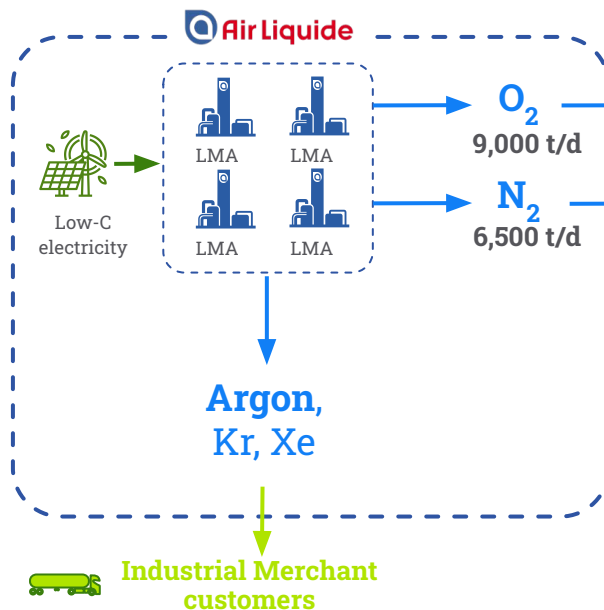 Air Liquide
O2
9,000 t/d
LMA
LMA
Low-C
electricity
N2
6,500 t/d
LMA
LMA
Argon,
Kr, Xe
Industrial Merchant
customers